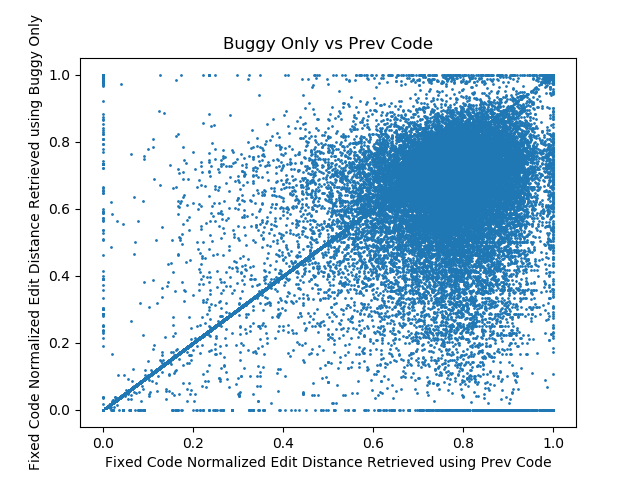 Buggy Only vs Prev Code
Fixed Code Normalized Edit Distance Retrieved using Buggy Only
1.0
0.8
0.6
0.4
0.2
0.0
0.0 0.2 0.4 0.6 0.8 1.0
Fixed Code Normalized Edit Distance Retrieved using Prev Code